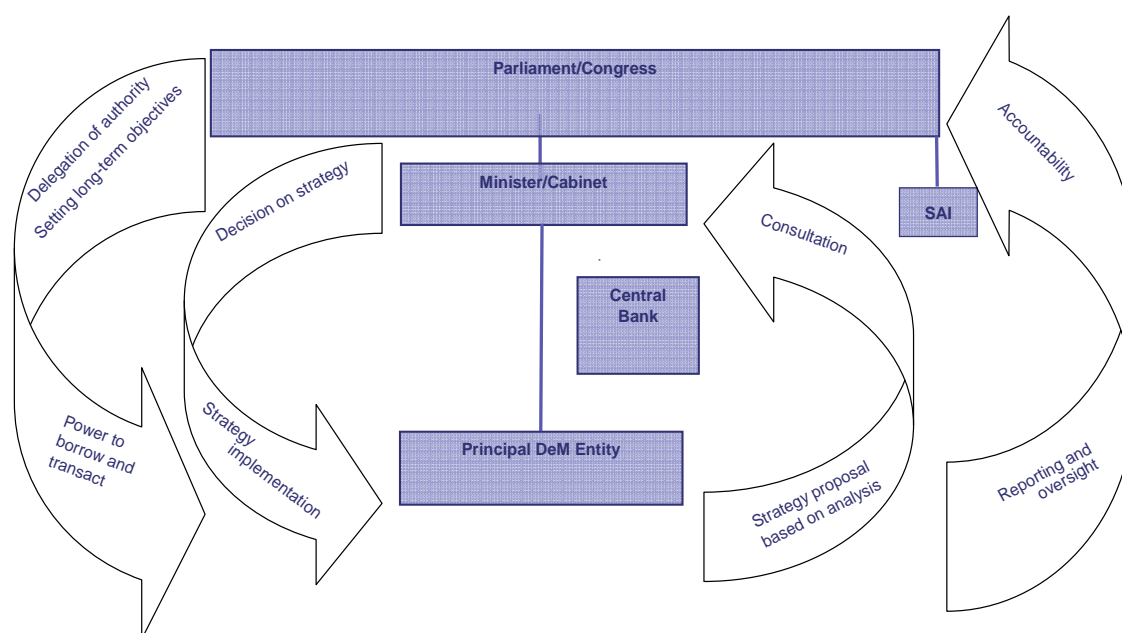 Parliament/Congress
Delegation of authority
Setting long-term objectives
Decision on strategy
Minister/Cabinet
Consultation
SAI
Accountability
Central
Bank
Power to
borrow and
transact
Strategy
implementation
Principal DeM Entity
Strategy proposal
based on analysis
Reporting and
oversight